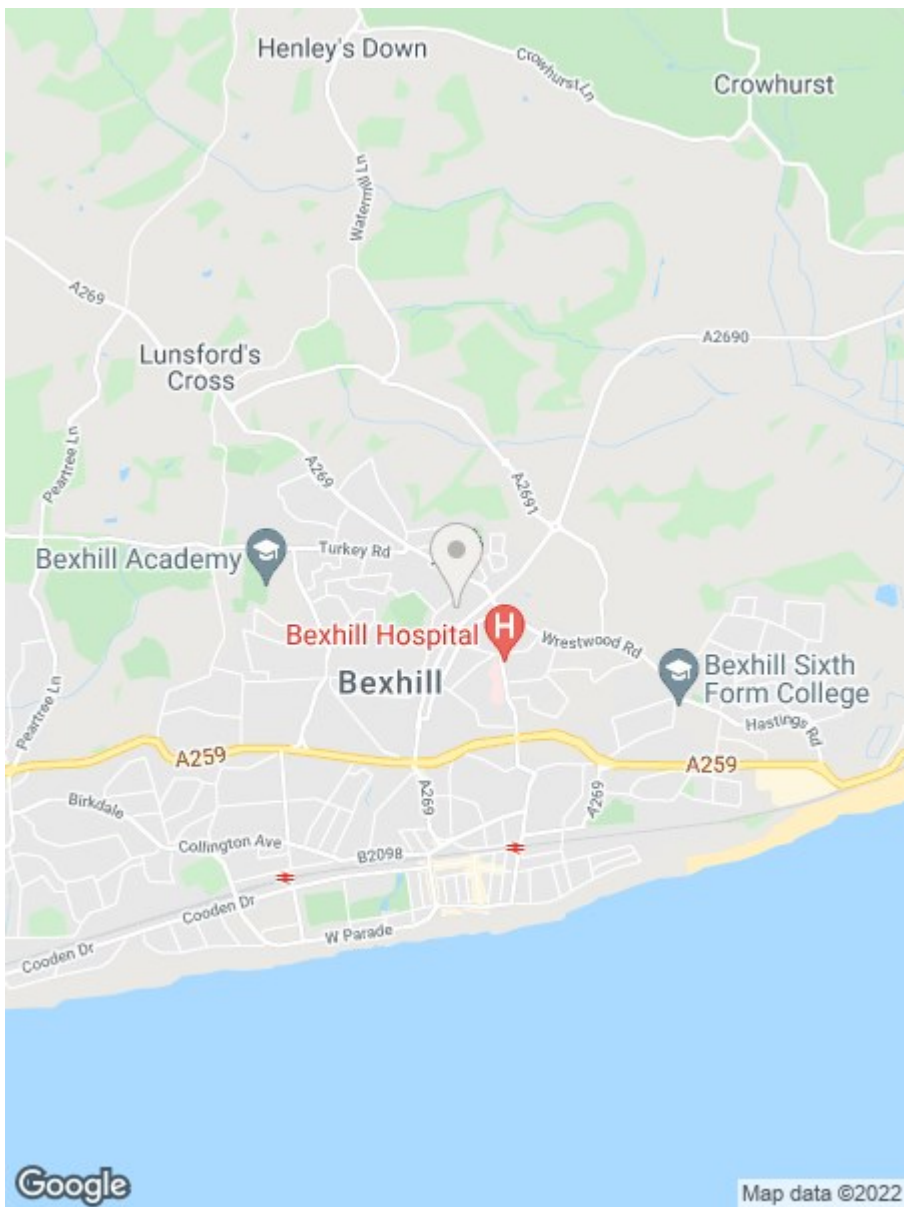 Henley's Down
Crowhurst Ln
Crowhurst
Watermill Ln
A269
A2690
Lunsford's
Cross
Peartree Ln
A269
A2691
Turkey Rd
Bexhill Academy
Bexhill Hospital
H
Wrestwood Rd
Bexhill
Bexhill Sixth
Form College
Peartree Ln
Hastings Rd
A259
A259
Birkdale
A269
A269
Collington Ave
B2098
Cooden Dr
W Parade
Cooden Dr
Google
Map data ©2022